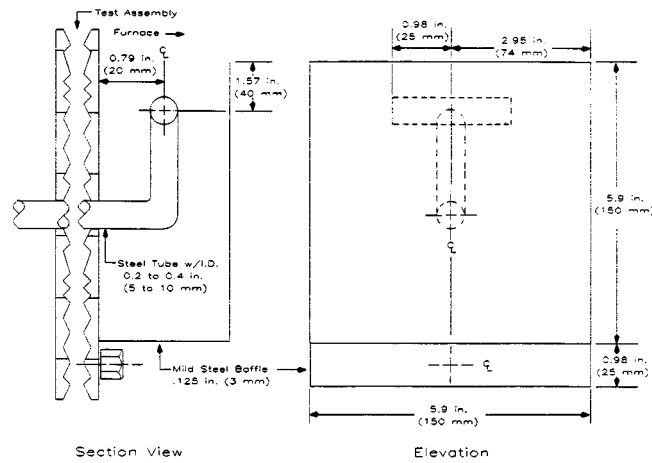 Test Assembly
Furnace
0.79 in.
(20 mm)
℄
1.57 in.
(40 mm)
Steel Tube w/I.D.
0.2 to 0.4 in.
(5 to 10 mm)
Mild Steel Baffle
.125 in. (3 mm)
Section View
0.98 in.
(25 mm)
2.95 in.
(74 mm)
5.9 in.
(150 mm)
℄
℄
0.98 in.
(25 mm)
5.9 in.
(150 mm)
Elevation